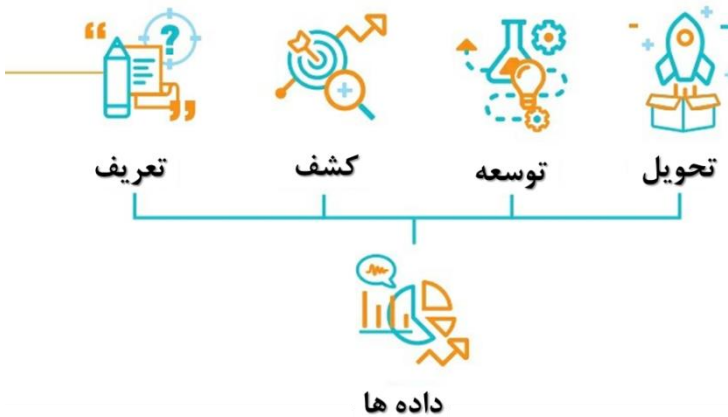 تعریف
کشف
توسعه
تحویل
داده ها